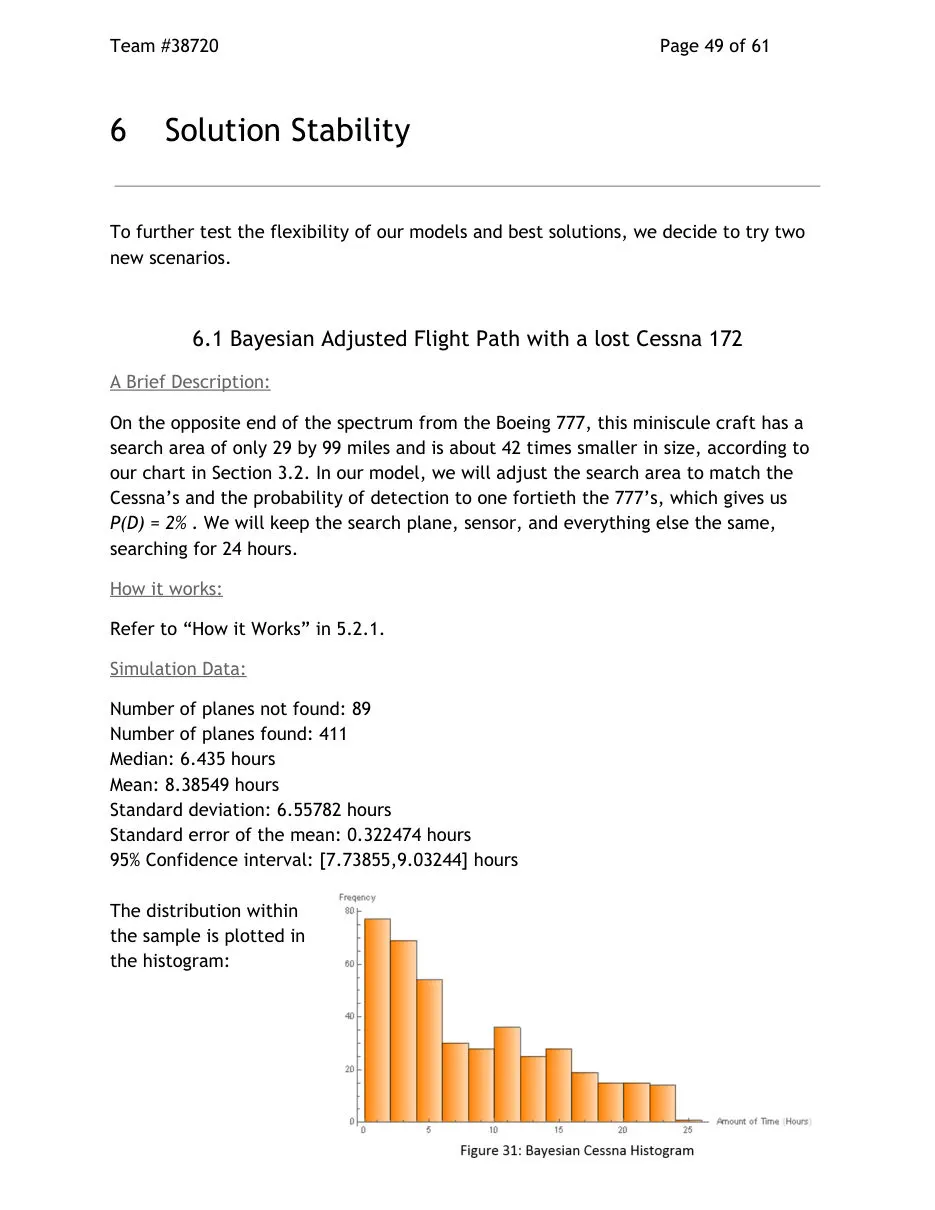 Team #38720 Page 49 of 61
6 Solution Stability
To further test the flexibility of our models and best solutions, we decide to try two
new scenarios.
6.1 Bayesian Adjusted Flight Path with a lost Cessna 172
A Brief Description:
On the opposite end of the spectrum from the Boeing 777, this miniscule craft has a
search area of only 29 by 99 miles and is about 42 times smaller in size, according to
our chart in Section 3.2. In our model, we will adjust the search area to match the
Cessna’s and the probability of detection to one fortieth the 777’s, which gives us
P(D) = 2% . We will keep the search plane, sensor, and everything else the same,
searching for 24 hours.
How it works:
Refer to “How it Works” in 5.2.1.
Simulation Data:
Number of planes not found: 89
Number of planes found: 411
Median: 6.435 hours
Mean: 8.38549 hours
Standard deviation: 6.55782 hours
Standard error of the mean: 0.322474 hours
95% Confidence interval: [7.73855,9.03244] hours
The distribution within
the sample is plotted in
the histogram:
Freqency
80
60
40
20
0
0 5 10 15 20 25
Amount of Time (Hours)
Figure 31: Bayesian Cessna Histogram